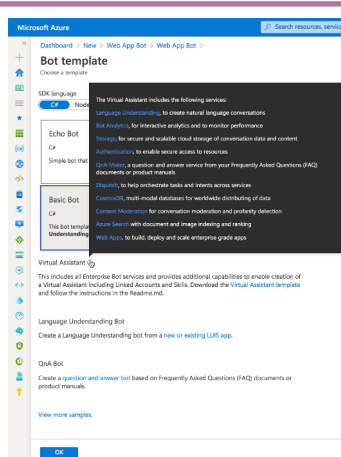 Microsoft Azure
Search resources, service
Dashboard > New > Web App Bot > Web App Bot >
Bot template
Choose a template
SDK language
C# Node
The Virtual Assistant includes the following services:
Language Understanding, to create natural language conversations
Bot Analytics, for interactive analytics and to monitor performance
Storage, for secure and scalable cloud storage of conversation data and content
Authentication, to enable secure access to resources
QnA Maker, a question and answer service from your Frequently Asked Questions (FAQ)
documents or product manuals
Dispatch, to help orchestrate tasks and intents across services
CosmosDB, multi-modal databases for worldwide distributing of data
Content Moderation for conversation moderation and profanity detection
Azure Search with document and image indexing and ranking
Web Apps, to build, deploy and scale enterprise grade apps
Echo Bot
C#
Simple bot that
Basic Bot
C#
This bot templa
Understanding
Virtual Assistant
This includes all Enterprise Bot services and provides additional capabilities to enable creation of
a Virtual Assistant including Linked Accounts and Skills. Download the Virtual Assistant template
and follow the instructions in the Readme.md.
Language Understanding Bot
Create a Language Understanding bot from a new or existing LUIS app.
QnA Bot
Create a question and answer bot based on Frequently Asked Questions (FAQ) documents or
product manuals.
View more samples.
OK